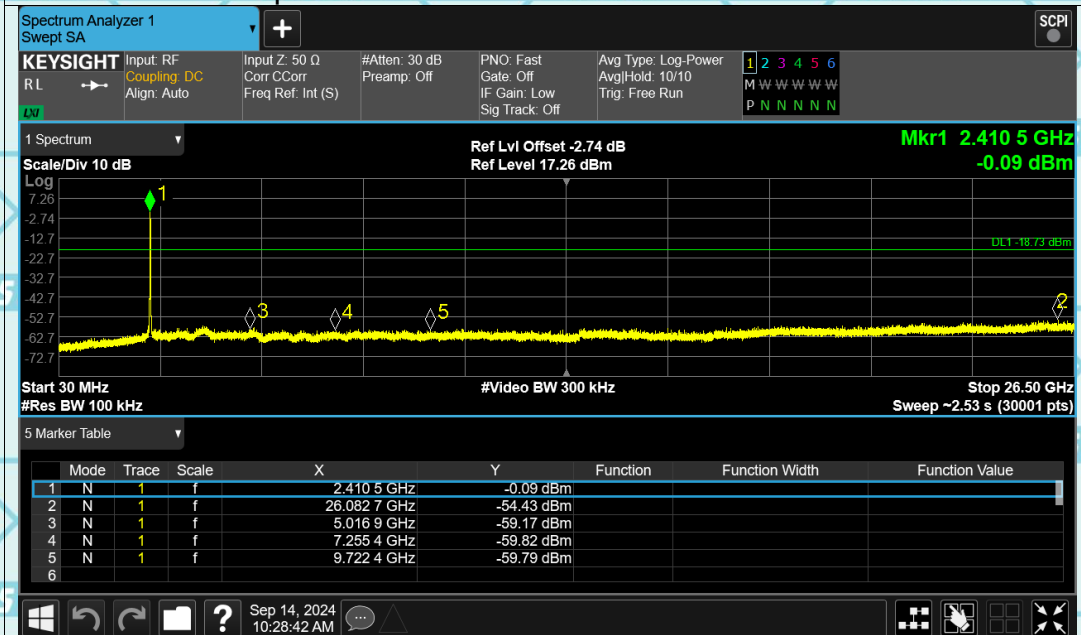 Spectrum Analyzer 1
Swept SA
+
SCPI
KEYSIGHT
R L
LXI
Input: RF
Coupling: DC
Align: Auto
Input Z: 50 Ω
Corr CCorr
Freq Ref: Int (S)
#Atten: 30 dB
Preamp: Off
PNO: Fast
Gate: Off
IF Gain: Low
Sig Track: Off
Avg Type: Log-Power
Avg|Hold: 10/10
Trig: Free Run
1 2 3 4 5 6
M W W W W W
P N N N N N
1 Spectrum
Scale/Div 10 dB
Ref Lvl Offset -2.74 dB
Ref Level 17.26 dBm
Mkr1 2.410 5 GHz
-0.09 dBm
Log
7.26
-2.74
-12.7
-22.7
-32.7
-42.7
-52.7
-62.7
-72.7
1
DL1 -18.73 dBm
3
4
5
2
Start 30 MHz
#Video BW 300 kHz
Stop 26.50 GHz
#Res BW 100 kHz
Sweep ~2.53 s (30001 pts)
5 Marker Table
Mode Trace Scale X Y Function Function Width Function Value
1 N 1 f 2.410 5 GHz -0.09 dBm
2 N 1 f 26.082 7 GHz -54.43 dBm
3 N 1 f 5.016 9 GHz -59.17 dBm
4 N 1 f 7.255 4 GHz -59.82 dBm
5 N 1 f 9.722 4 GHz -59.79 dBm
6
?
Sep 14, 2024
10:28:42 AM